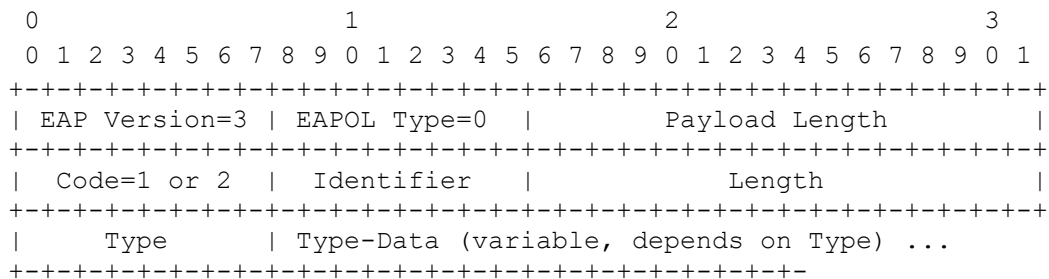 0                   1                   2                   3
 0 1 2 3 4 5 6 7 8 9 0 1 2 3 4 5 6 7 8 9 0 1 2 3 4 5 6 7 8 9 0 1
+-+-+-+-+-+-+-+-+-+-+-+-+-+-+-+-+-+-+-+-+-+-+-+-+-+-+-+-+-+-+-+
| EAP Version=3 | EAPOL Type=0  |        Payload Length         |
+-+-+-+-+-+-+-+-+-+-+-+-+-+-+-+-+-+-+-+-+-+-+-+-+-+-+-+-+-+-+-+
|  Code=1 or 2  |  Identifier   |            Length             |
+-+-+-+-+-+-+-+-+-+-+-+-+-+-+-+-+-+-+-+-+-+-+-+-+-+-+-+-+-+-+-+
|     Type      | Type-Data (variable, depends on Type) ...
+-+-+-+-+-+-+-+-+-+-+-+-+-+-+-+-+-+-+-+-+-+-+-+-+-